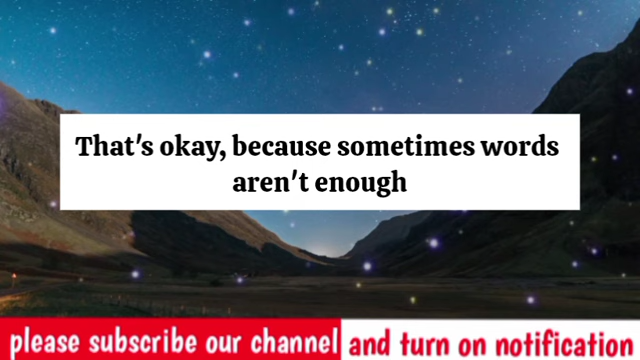 That's okay, because sometimes words
aren't enough
please subscribe our channel and turn on notification